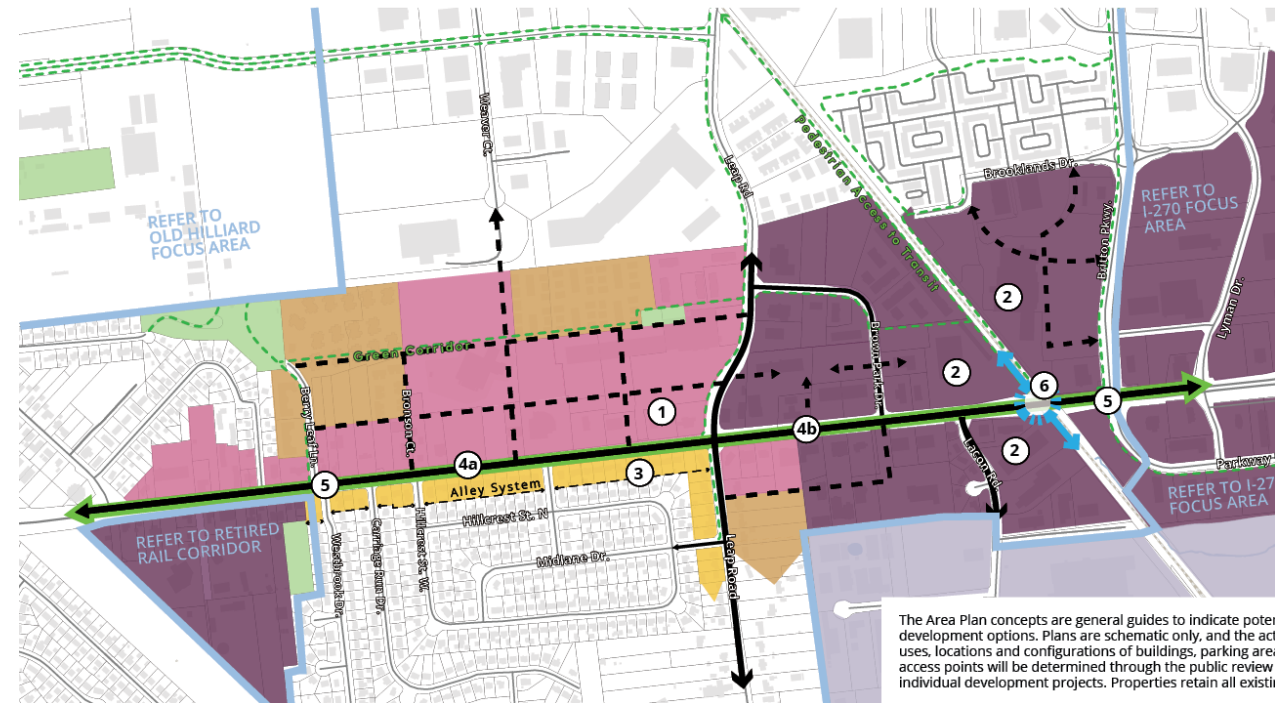 Weaver Ct.
Leap Rd
Pedestrian Access to Transit
Brooklands Dr.
REFER TO
OLD HILLIARD
FOCUS AREA
REFER TO
I-270 FOCUS
AREA
Britton Pkwy.
Lyman Dr.
2
Green Corridor
Brown Park Dr.
Berry Leaf Ln.
Bronson Ct.
1
2
6
5
4b
4a
5
3
2
Alley System
Lacon Rd
Parkway
REFER TO I-27
FOCUS AREA
REFER TO RETIRED
RAIL CORRIDOR
Hillcrest St. N
Midlane Dr.
Westbrook Dr.
Carriage Run Dr.
Hillcrest St. W.
Leap Road
The Area Plan concepts are general guides to indicate poten
development options. Plans are schematic only, and the act
uses, locations and configurations of buildings, parking area
access points will be determined through the public review
individual development projects. Properties retain all existin